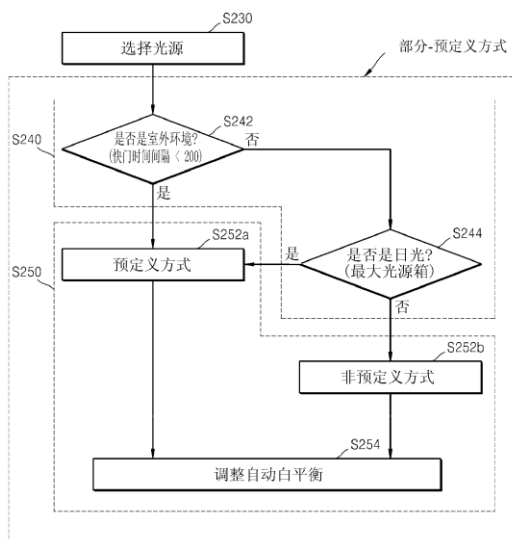 S230
选择光源
部分-预定义方式
S242
是否是室外环境?
(快门时间间隔 < 200)
否
S240
是
S252a
预定义方式
是
S244
是否是日光?
(最大光源箱)
S250
否
S252b
非预定义方式
S254
调整自动白平衡